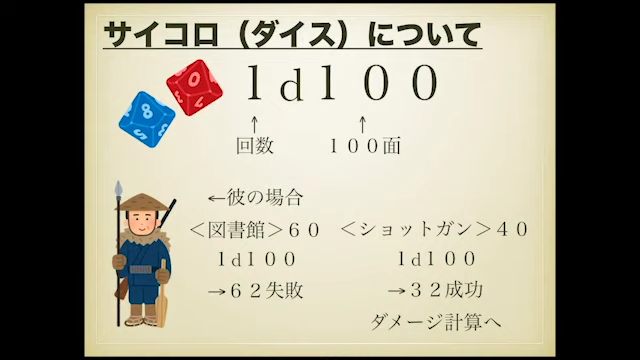 サイコロ（ダイス）について
1d100
↑ ↑
回数 100面
←彼の場合
＜図書館＞60 ＜ショットガン＞40
1d100 1d100
→62失敗 →32成功
ダメージ計算へ
8
0